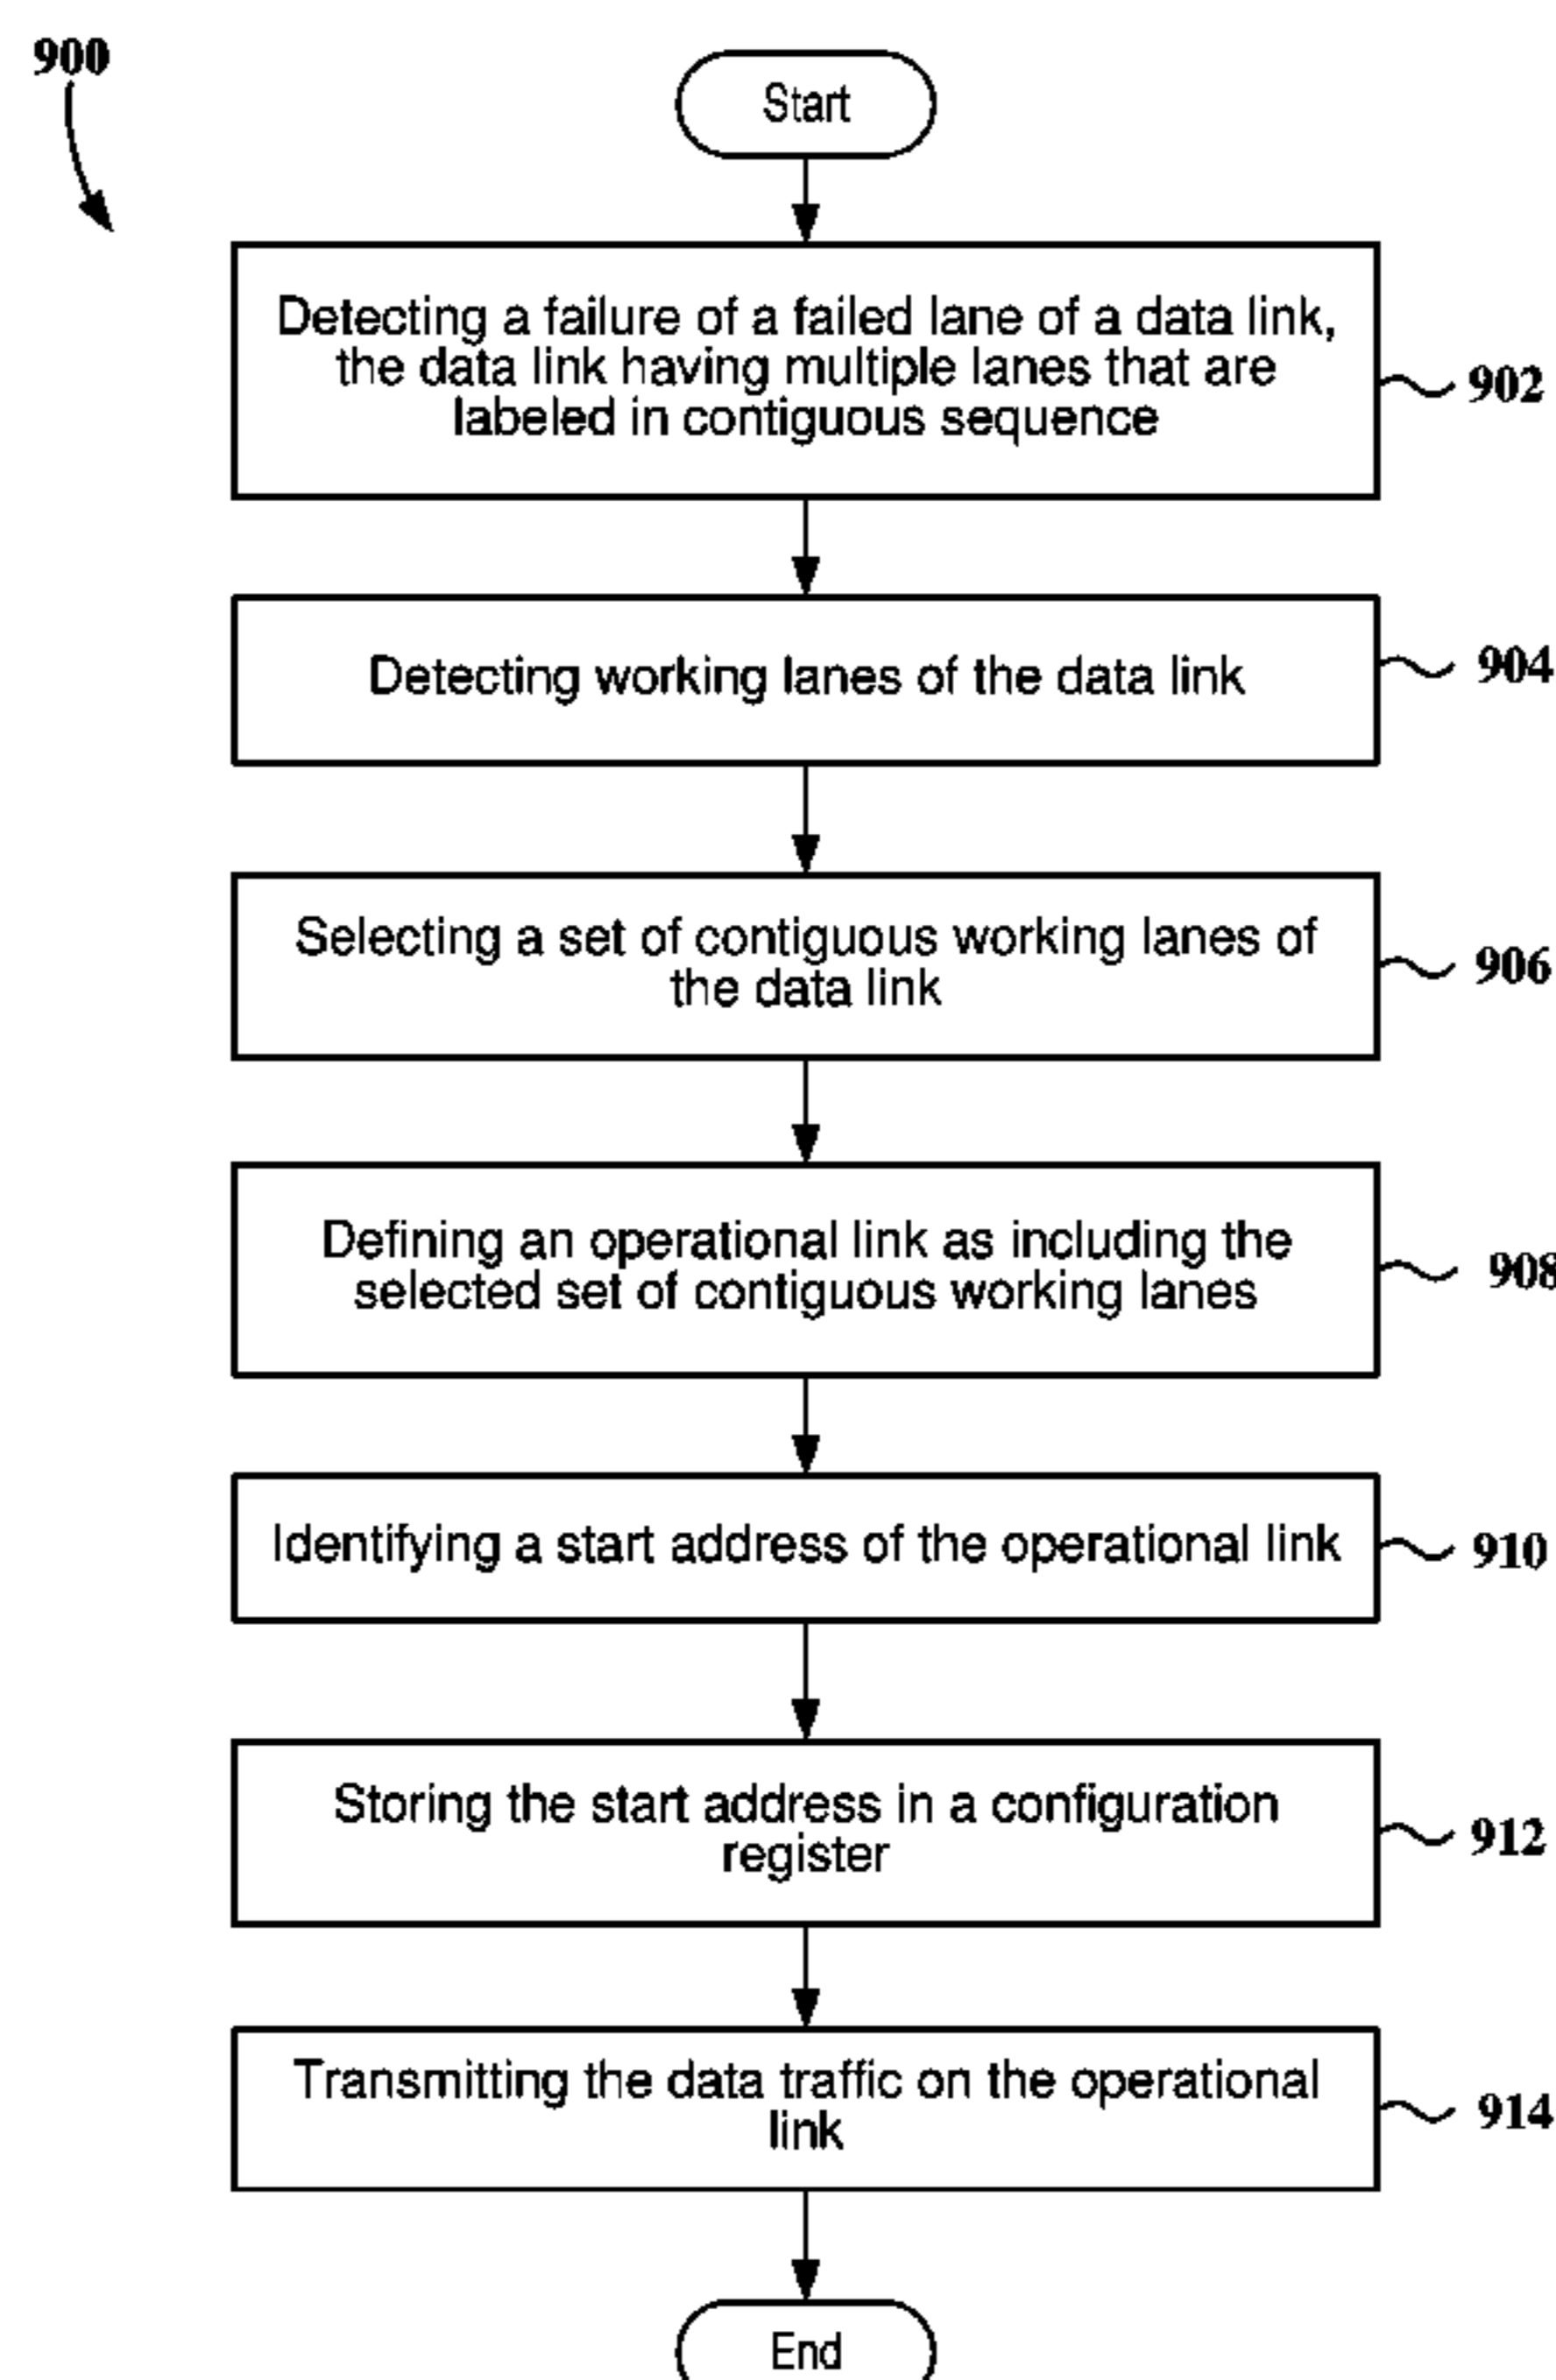 900
Start
Detecting a failure of a failed lane of a data link,
the data link having multiple lanes that are
labeled in contiguous sequence
902
Detecting working lanes of the data link
904
Selecting a set of contiguous working lanes of
the data link
906
Defining an operational link as including the
selected set of contiguous working lanes
908
Identifying a start address of the operational link
910
Storing the start address in a configuration
register
912
Transmitting the data traffic on the operational
link
914
End